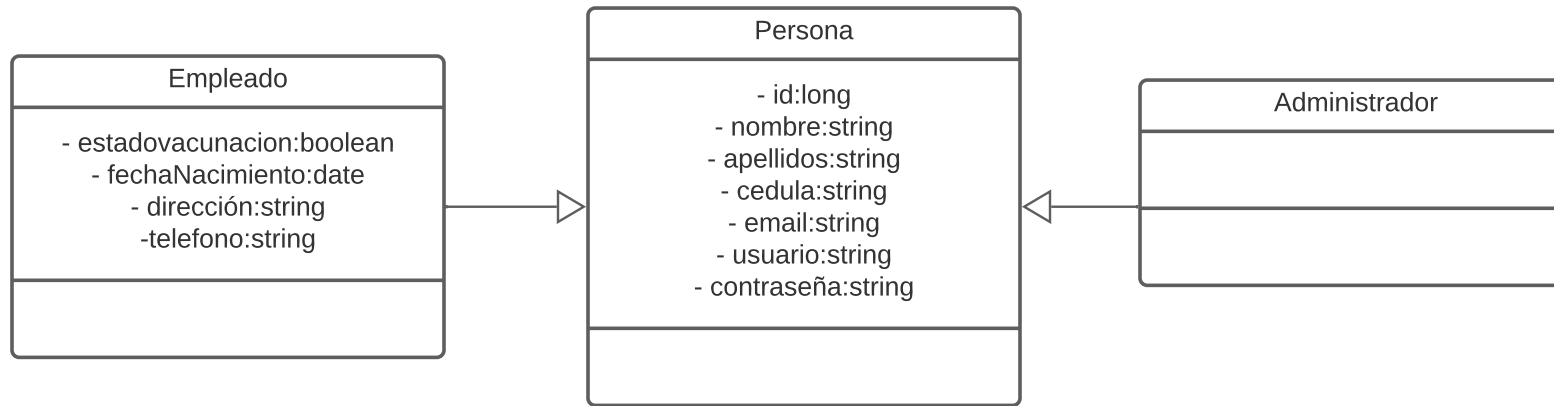 Empleado
- estadovacunacion:boolean
- fechaNacimiento:date
- dirección:string
-telefono:string
Persona
- id:long
- nombre:string
- apellidos:string
- cedula:string
- email:string
- usuario:string
- contraseña:string
Administrador